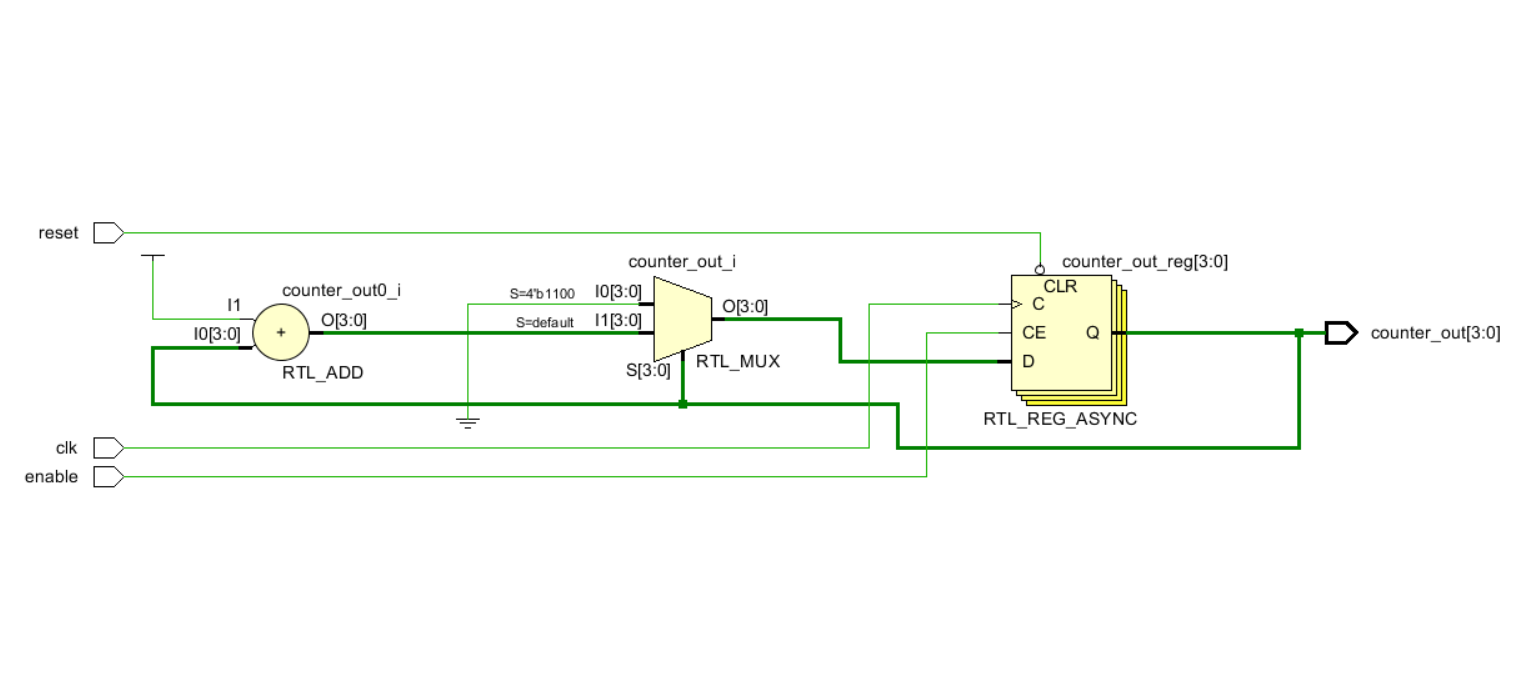 reset
counter_out_i
counter_out_reg[3:0]
counter_out0_i
S=4'b1100
I0[3:0]
O[3:0]
CLR
C
I1
I0[3:0]
+
O[3:0]
S=default
I1[3:0]
CE
Q
counter_out[3:0]
RTL_ADD
S[3:0]
RTL_MUX
D
RTL_REG_ASYNC
clk
enable